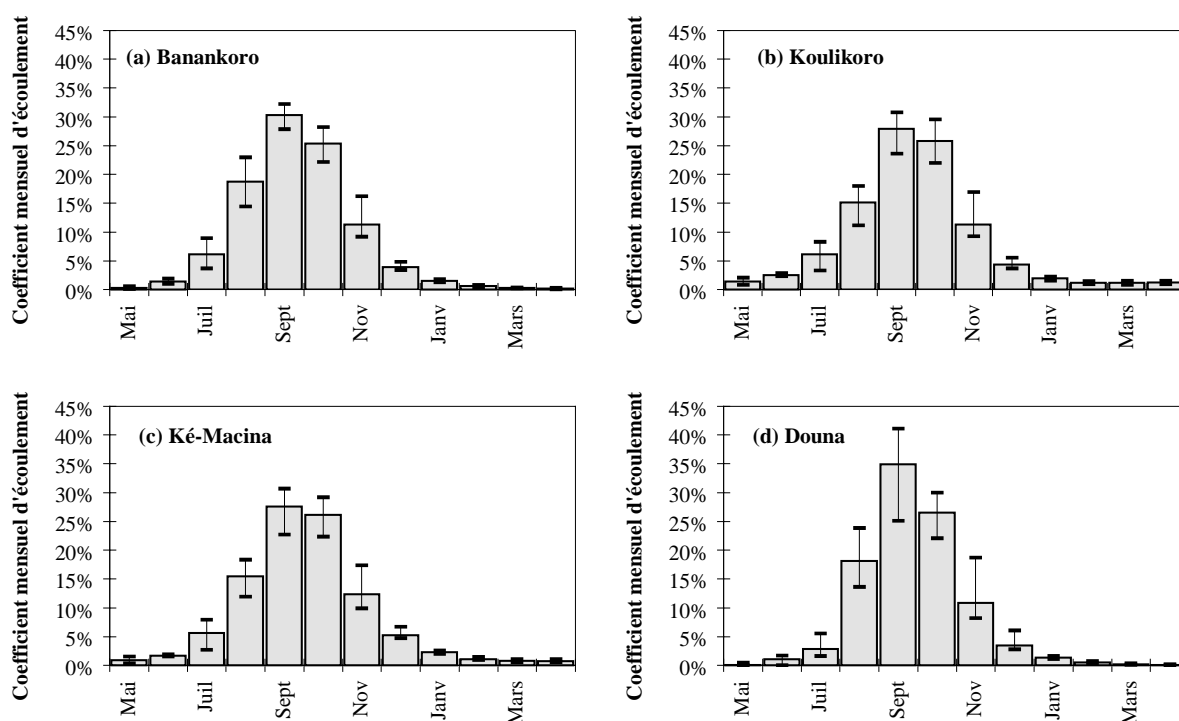 Coefficient mensuel d'écoulement
45%
40%
35%
30%
25%
20%
15%
10%
5%
0%
(a) Banankoro
Mai
Juil
Sept
Nov
Janv
Mars
Coefficient mensuel d'écoulement
45%
40%
35%
30%
25%
20%
15%
10%
5%
0%
(b) Koulikoro
Mai
Juil
Sept
Nov
Janv
Mars
Coefficient mensuel d'écoulement
45%
40%
35%
30%
25%
20%
15%
10%
5%
0%
(c) Ké-Macina
Mai
Juil
Sept
Nov
Janv
Mars
Coefficient mensuel d'écoulement
45%
40%
35%
30%
25%
20%
15%
10%
5%
0%
(d) Douna
Mai
Juil
Sept
Nov
Janv
Mars